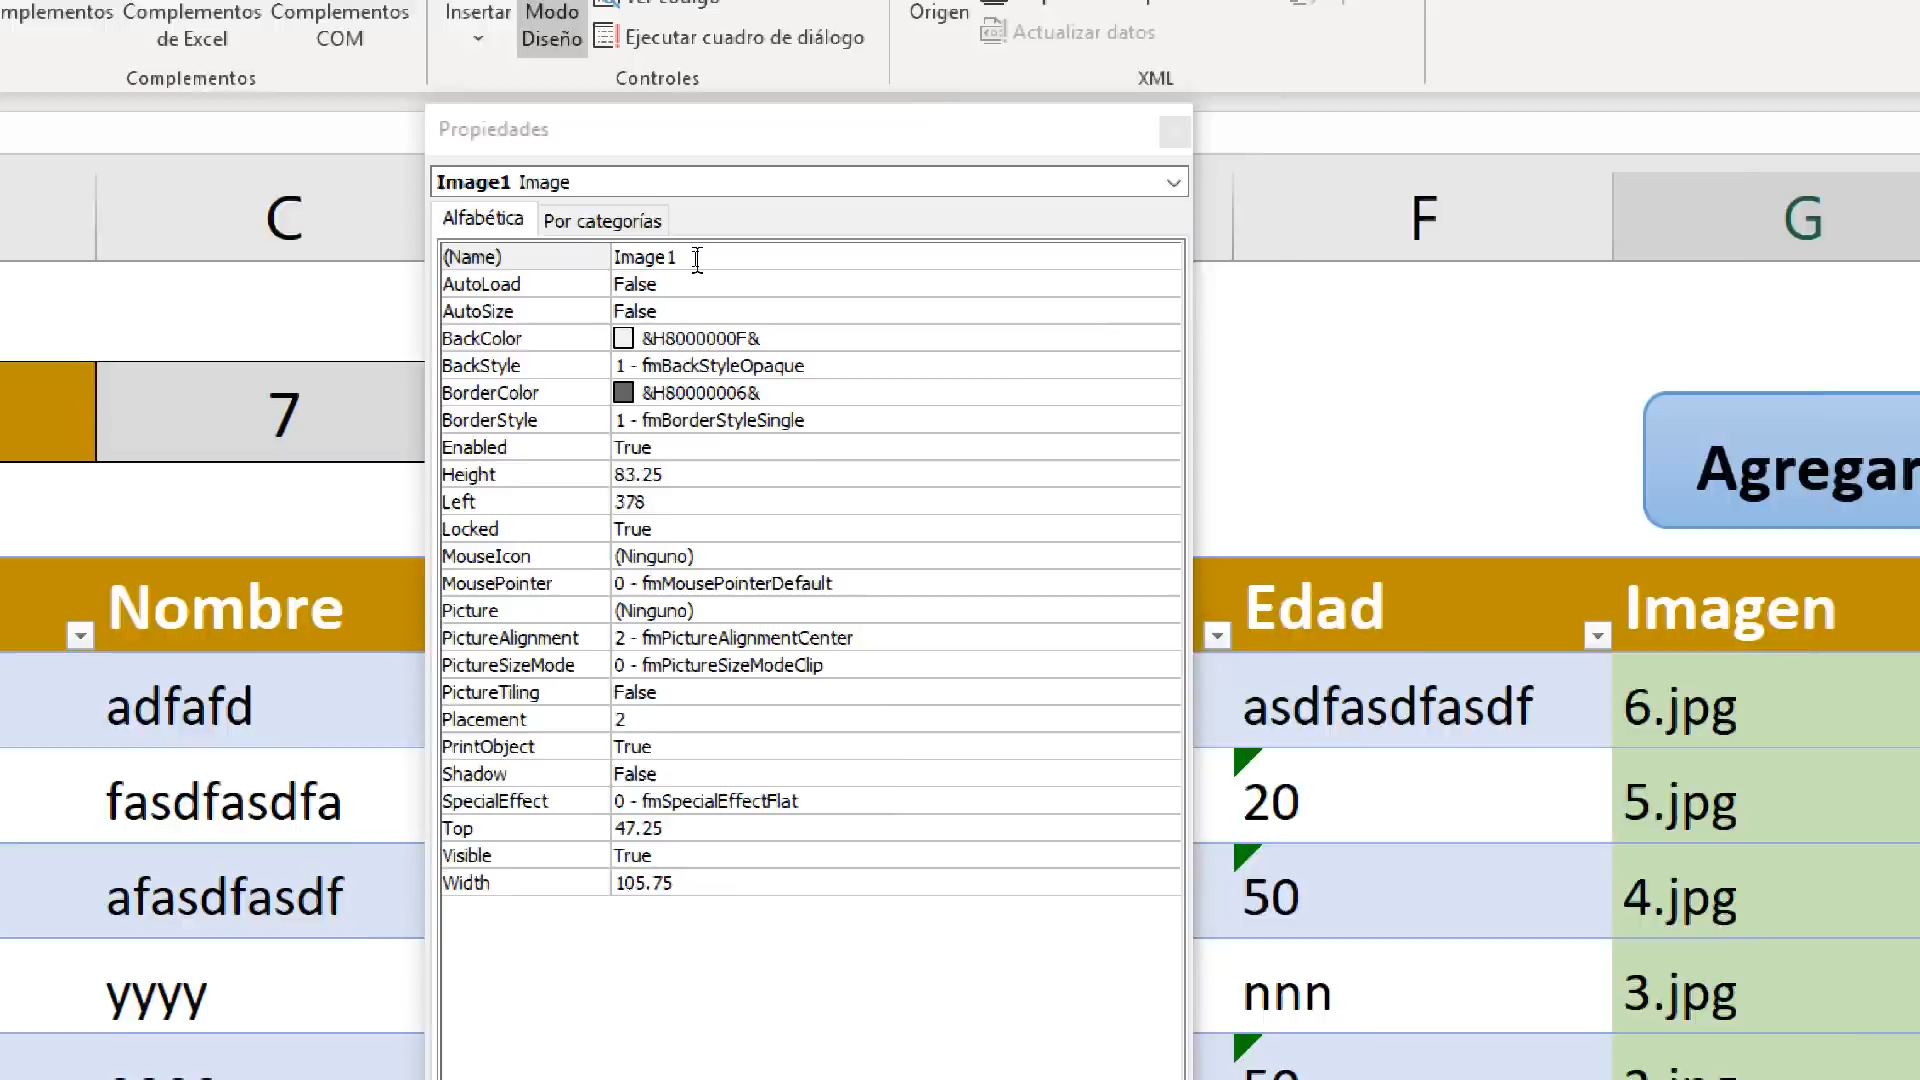 Complementos Complementos
de Excel COM
Complementos
Insertar Modo
Diseño
Ejecutar cuadro de diálogo
Controles
Origen
Actualizar datos
XML
Propiedades
Image1 Image
Alfabética Por categorías
(Name) Image1
AutoLoad False
AutoSize False
BackColor &H8000000F&
BackStyle 1 - fmBackStyleOpaque
BorderColor &H80000006&
BorderStyle 1 - fmBorderStyleSingle
Enabled True
Height 83.25
Left 378
Locked True
MouseIcon (Ninguno)
MousePointer 0 - fmMousePointerDefault
Picture (Ninguno)
PictureAlignment 2 - fmPictureAlignmentCenter
PictureSizeMode 0 - fmPictureSizeModeClip
PictureTiling False
Placement 2
PrintObject True
Shadow False
SpecialEffect 0 - fmSpecialEffectFlat
Top 47.25
Visible True
Width 105.75
C F G
7
Agregar
Nombre Edad Imagen
adfafd asdfasdfasdf 6.jpg
fasdfasdfa 20 5.jpg
afasdfasdf 50 4.jpg
yyyy nnn 3.jpg